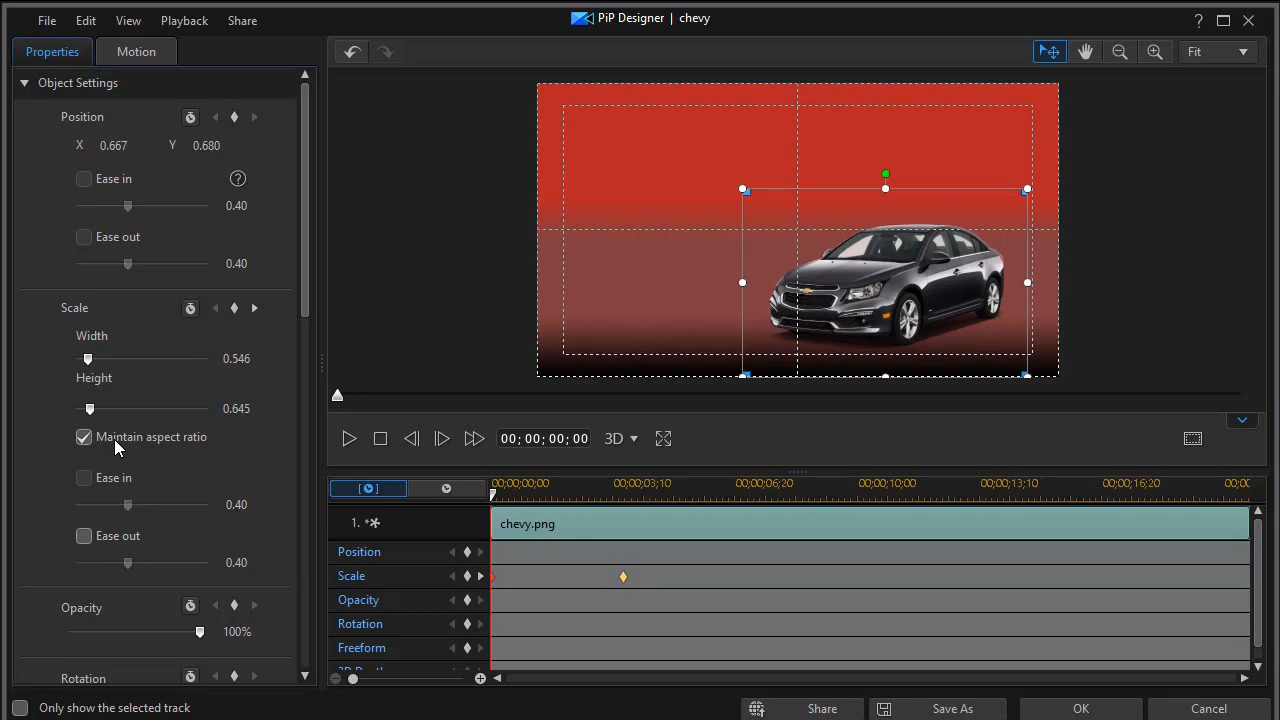 PiP Designer | chevy
File Edit View Playback Share
Properties Motion
Fit
Object Settings
Position
X 0.667 Y 0.680
Ease in
0.40
Ease out
0.40
Scale
Width
0.546
Height
0.645
Maintain aspect ratio
Ease in
0.40
Ease out
0.40
Opacity
100%
Rotation
00; 00; 00; 00 3D
00;00;00;00 00;00;03;10 00;00;06;20 00;00;10;00 00;00;13;10 00;00;16;20 00;0
1. *
chevy.png
Position
Scale
Opacity
Rotation
Freeform
Only show the selected track
Share Save As OK Cancel